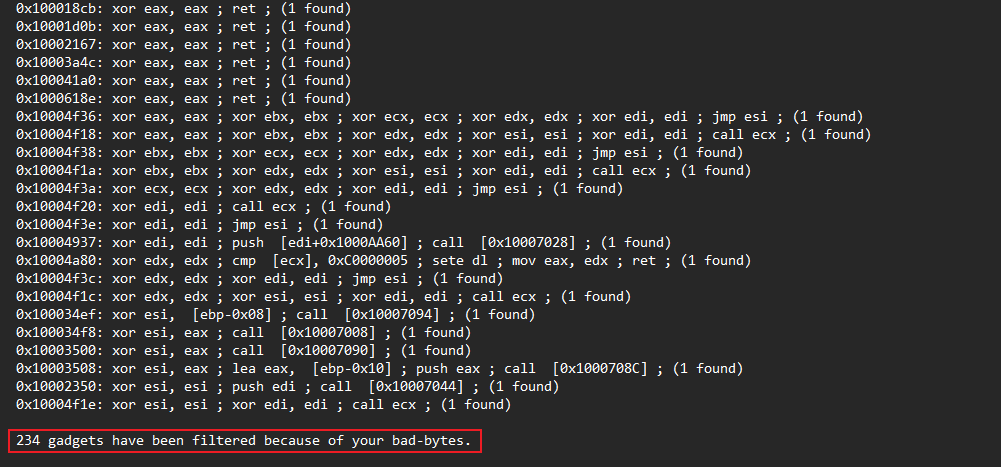 0x100018cb: xor eax, eax ; ret ; (1 found)
0x10001d0b: xor eax, eax ; ret ; (1 found)
0x10002167: xor eax, eax ; ret ; (1 found)
0x10003a4c: xor eax, eax ; ret ; (1 found)
0x100041a0: xor eax, eax ; ret ; (1 found)
0x1000618e: xor eax, eax ; ret ; (1 found)
0x10004f36: xor eax, eax ; xor ebx, ebx ; xor ecx, ecx ; xor edx, edx ; xor edi, edi ; jmp esi ; (1 found)
0x10004f18: xor eax, eax ; xor ebx, ebx ; xor edx, edx ; xor esi, esi ; xor edi, edi ; call ecx ; (1 found)
0x10004f38: xor ebx, ebx ; xor ecx, ecx ; xor edx, edx ; xor edi, edi ; jmp esi ; (1 found)
0x10004f1a: xor ebx, ebx ; xor edx, edx ; xor esi, esi ; xor edi, edi ; call ecx ; (1 found)
0x10004f3a: xor ecx, ecx ; xor edx, edx ; xor edi, edi ; jmp esi ; (1 found)
0x10004f20: xor edi, edi ; call ecx ; (1 found)
0x10004f3e: xor edi, edi ; jmp esi ; (1 found)
0x10004937: xor edi, edi ; push  [edi+0x1000AA60] ; call  [0x10007028] ; (1 found)
0x10004a80: xor edx, edx ; cmp  [ecx], 0xC0000005 ; sete dl ; mov eax, edx ; ret ; (1 found)
0x10004f3c: xor edx, edx ; xor edi, edi ; jmp esi ; (1 found)
0x10004f1c: xor edx, edx ; xor esi, esi ; xor edi, edi ; call ecx ; (1 found)
0x100034ef: xor esi,  [ebp-0x08] ; call  [0x10007094] ; (1 found)
0x100034f8: xor esi, eax ; call  [0x10007008] ; (1 found)
0x10003500: xor esi, eax ; call  [0x10007090] ; (1 found)
0x10003508: xor esi, eax ; lea eax,  [ebp-0x10] ; push eax ; call  [0x1000708C] ; (1 found)
0x10002350: xor esi, esi ; push edi ; call  [0x10007044] ; (1 found)
0x10004f1e: xor esi, esi ; xor edi, edi ; call ecx ; (1 found)
234 gadgets have been filtered because of your bad-bytes.